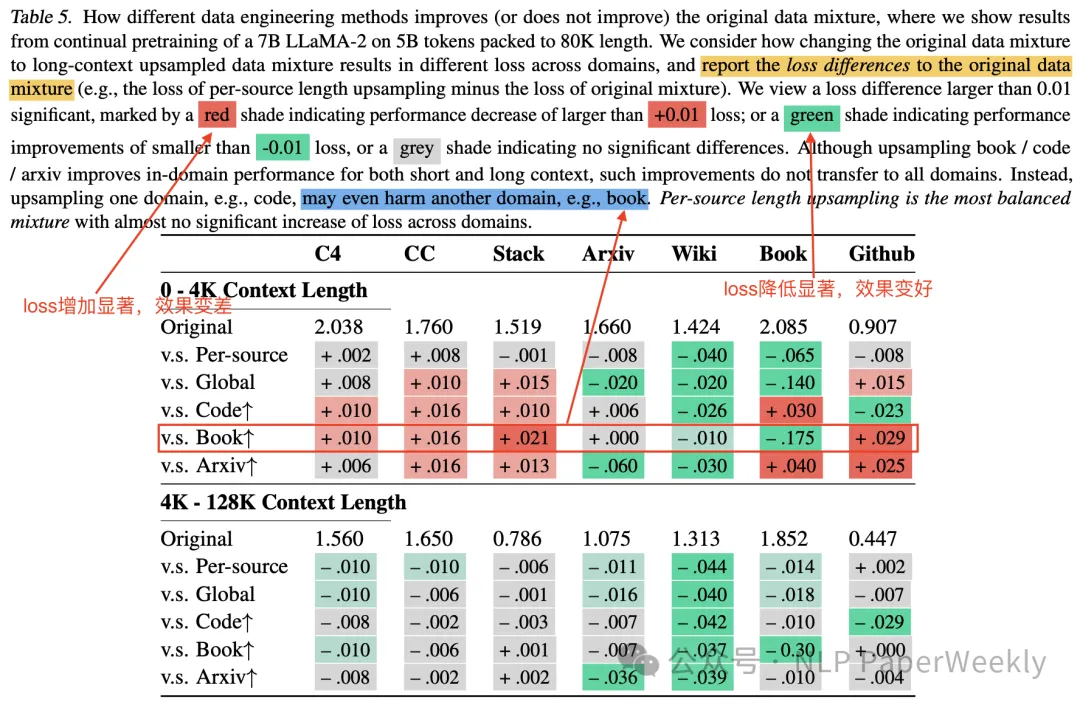 Table 5. How different data engineering methods improves (or does not improve) the original data mixture, where we show results
from continual pretraining of a 7B LLaMA-2 on 5B tokens packed to 80K length. We consider how changing the original data mixture
to long-context upsampled data mixture results in different loss across domains, and report the loss differences to the original data
mixture (e.g., the loss of per-source length upsampling minus the loss of original mixture). We view a loss difference larger than 0.01
significant, marked by a red shade indicating performance decrease of larger than +0.01 loss; or a green shade indicating performance
improvements of smaller than -0.01 loss, or a grey shade indicating no significant differences. Although upsampling book / code
/ arxiv improves in-domain performance for both short and long context, such improvements do not transfer to all domains. Instead,
upsampling one domain, e.g., code, may even harm another domain, e.g., book. Per-source length upsampling is the most balanced
mixture with almost no significant increase of loss across domains.
C4 CC Stack Arxiv Wiki Book Github
loss增加显著，效果变差
loss降低显著，效果变好
0 - 4K Context Length
Original 2.038 1.760 1.519 1.660 1.424 2.085 0.907
v.s. Per-source + .002 + .008 – .001 – .008 – .040 – .065 – .008
v.s. Global + .008 + .010 + .015 – .020 – .020 – .140 + .015
v.s. Code↑ + .010 + .016 + .010 + .006 – .026 + .030 – .023
v.s. Book↑ + .010 + .016 + .021 + .000 – .010 – .175 + .029
v.s. Arxiv↑ + .006 + .016 + .013 – .060 – .030 + .040 + .025
4K - 128K Context Length
Original 1.560 1.650 0.786 1.075 1.313 1.852 0.447
v.s. Per-source – .010 – .010 – .006 – .011 – .044 – .014 + .002
v.s. Global – .010 – .006 – .001 – .016 – .040 – .018 – .007
v.s. Code↑ – .008 – .002 – .003 – .007 – .042 – .010 – .029
v.s. Book↑ – .010 – .006 + .001 – .007 – .037 – 0.30 + .000
v.s. Arxiv↑ – .008 – .002 + .002 – .036 – .039 – .010 – .004
公众号 · NLP PaperWeekly